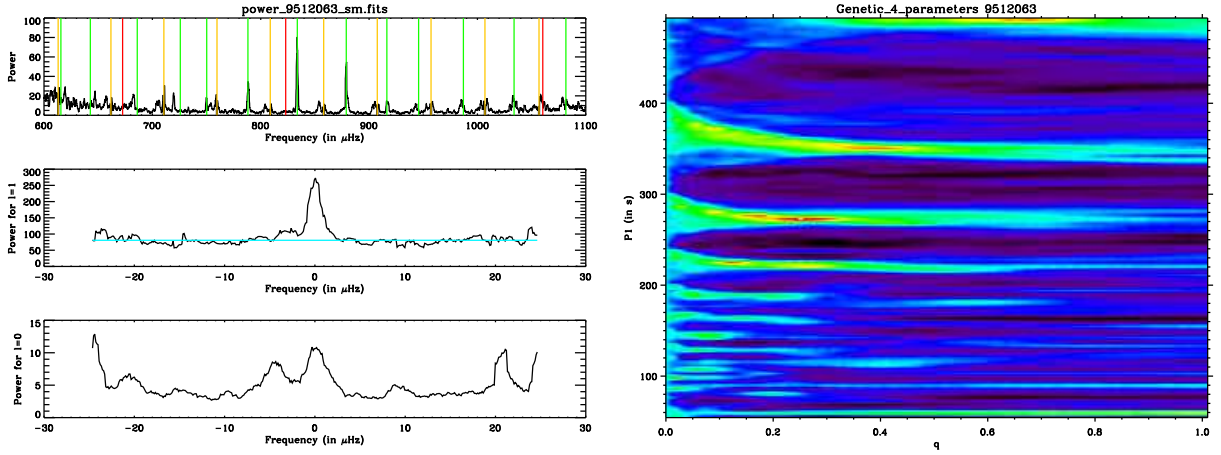 power_9512063_sm.fits
Power
100
80
60
40
20
0
600 700 800 900 1000 1100
Frequency (in μHz)
Power for l=1
300
250
200
150
100
50
0
-30 -20 -10 0 10 20 30
Frequency (in μHz)
Power for l=0
15
10
5
0
-30 -20 -10 0 10 20 30
Frequency (in μHz)
Genetic_4_parameters 9512063
P1 (in s)
400
300
200
100
0.0 0.2 0.4 0.6 0.8 1.0
q